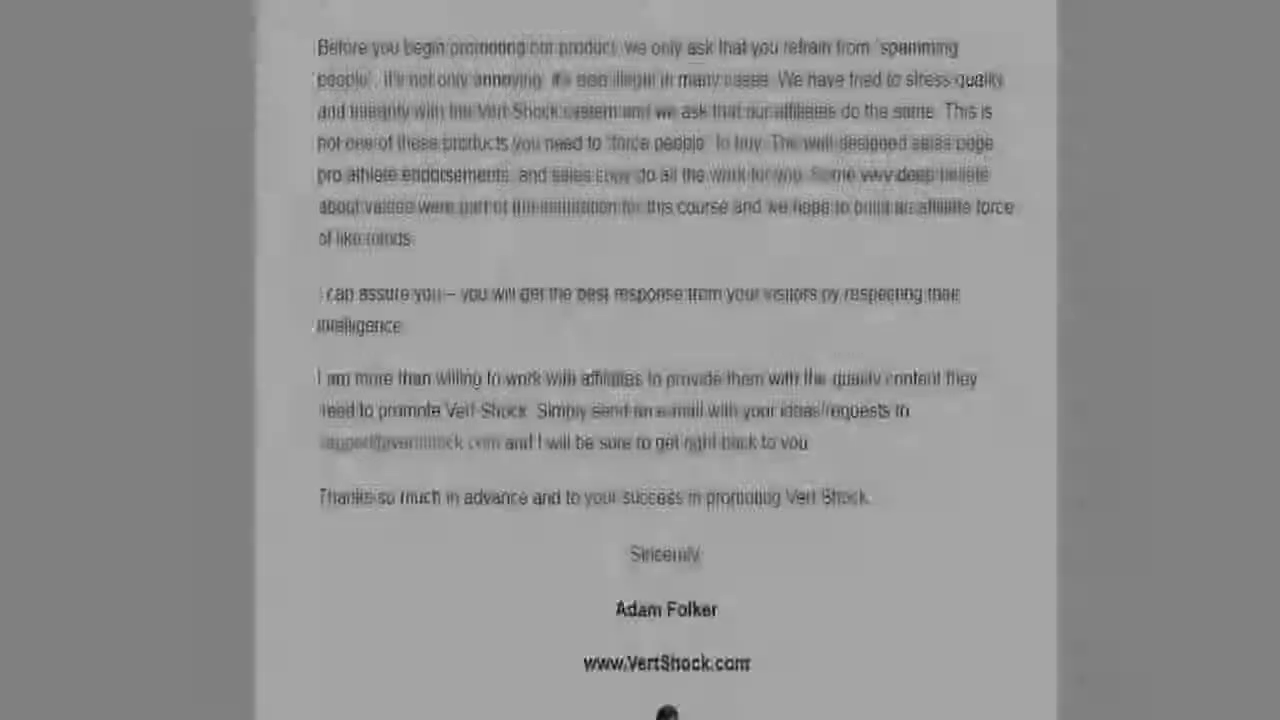 Before you begin promoting our product, we only ask that you refrain from "spamming
people". It's not only annoying, it's also illegal in many cases. We have tried to stress quality
and integrity with the Vert Shock system and we ask that our affiliates do the same. This is
not one of those products you need to "force people" to buy. The well-designed sales page
pro athlete endorsements, and sales copy do all the work for you. Some very deep beliefs
about values were part of the for this course and we hope to build an affiliate force
of like minds.
I can assure you – you will get the best response from your visitors by respecting their
intelligence.
I am more than willing to work with affiliates to provide them with the quality content they
need to promote Vert Shock. Simply send an e-mail with your ideas/requests to
and I will be sure to get right back to you.
Thanks so much in advance and to your success in promoting Vert Shock.
Sincerely,
Adam Folker
www.VertShock.com